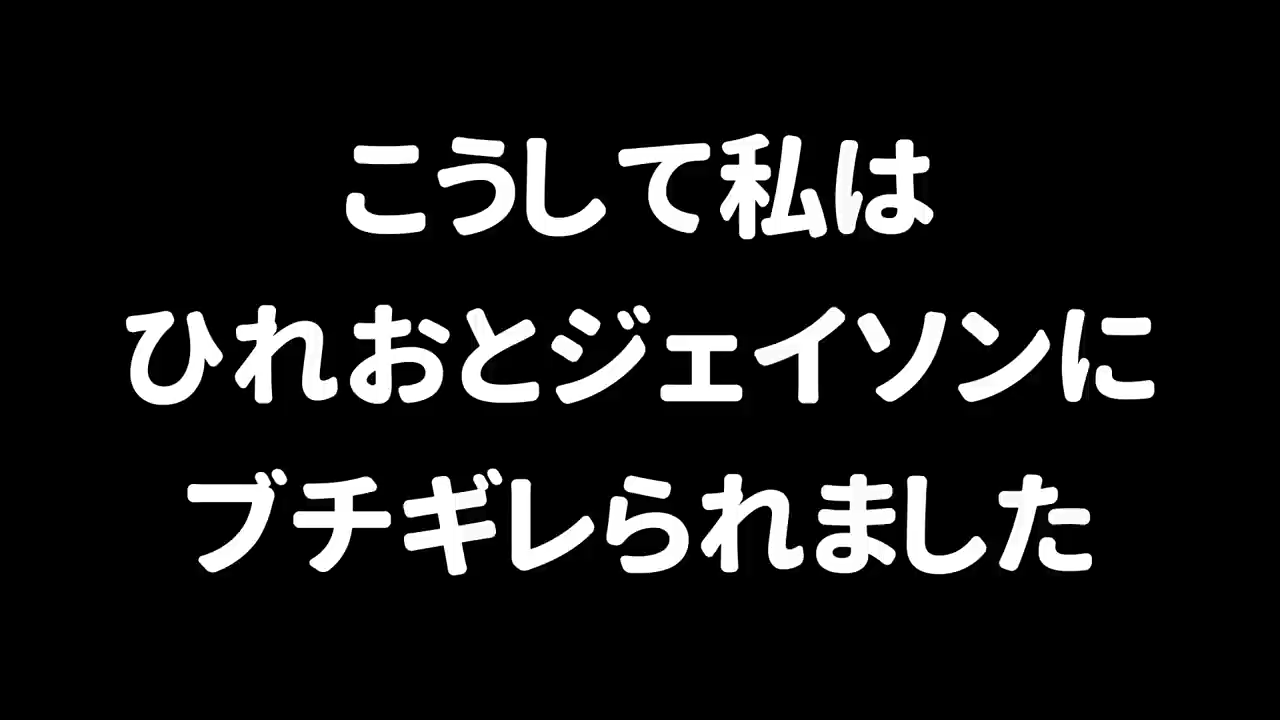 こうして私は
ひれおとジェイソンに
ブチギレられました